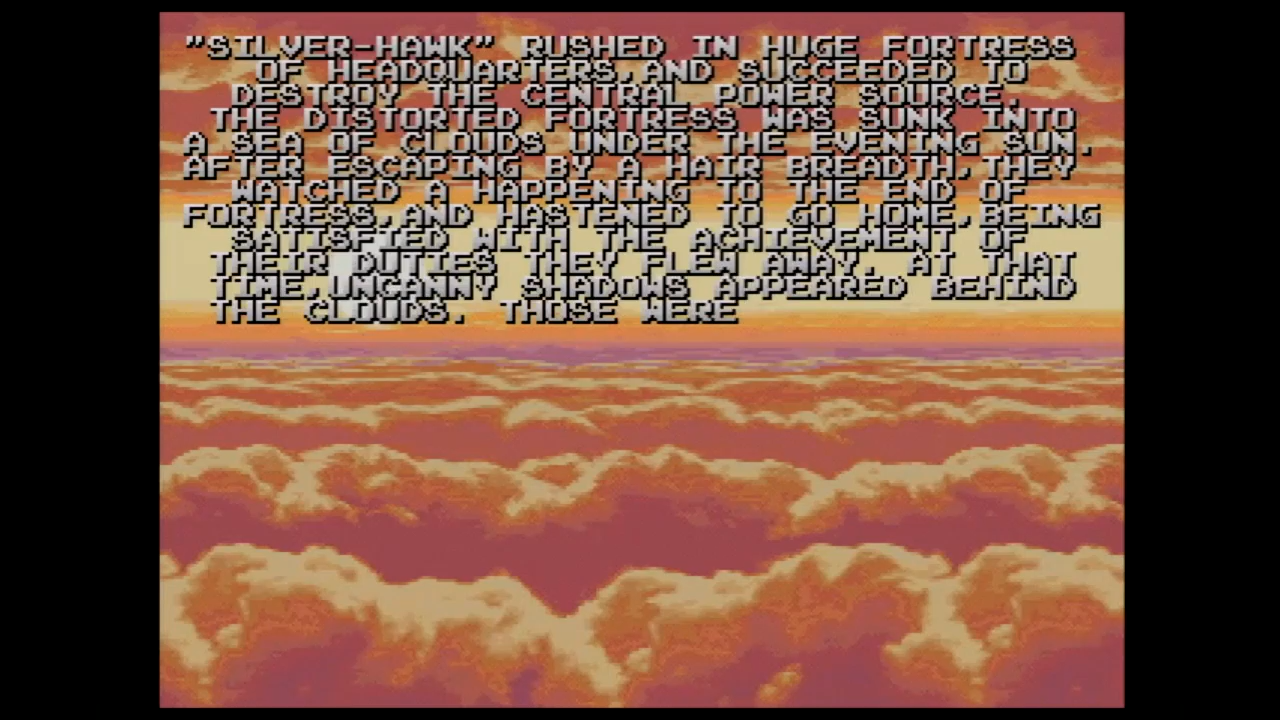 "SILVER-HAWK" RUSHED IN HUGE FORTRESS
OF HEADQUARTERS,AND SUCCEEDED TO
DESTROY THE CENTRAL POWER SOURCE.
THE DISTORTED FORTRESS WAS SUNK INTO
A SEA OF CLOUDS UNDER THE EVENING SUN.
AFTER ESCAPING BY A HAIR BREADTH,THEY
WATCHED A HAPPENING TO THE END OF
FORTRESS,AND HASTENED TO GO HOME,BEING
SATISFIED WITH THE ACHIEVEMENT OF
THEIR DUTIES THEY FLEW AWAY. AT THAT
TIME,UNCANNY SHADOWS APPEARED BEHIND
THE CLOUDS. THOSE WERE